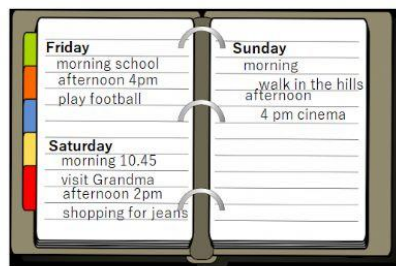 Friday
morning school
afternoon 4pm
play football
Saturday
morning 10.45
visit Grandma
afternoon 2pm
shopping for jeans
Sunday
morning
walk in the hills
afternoon
4 pm cinema